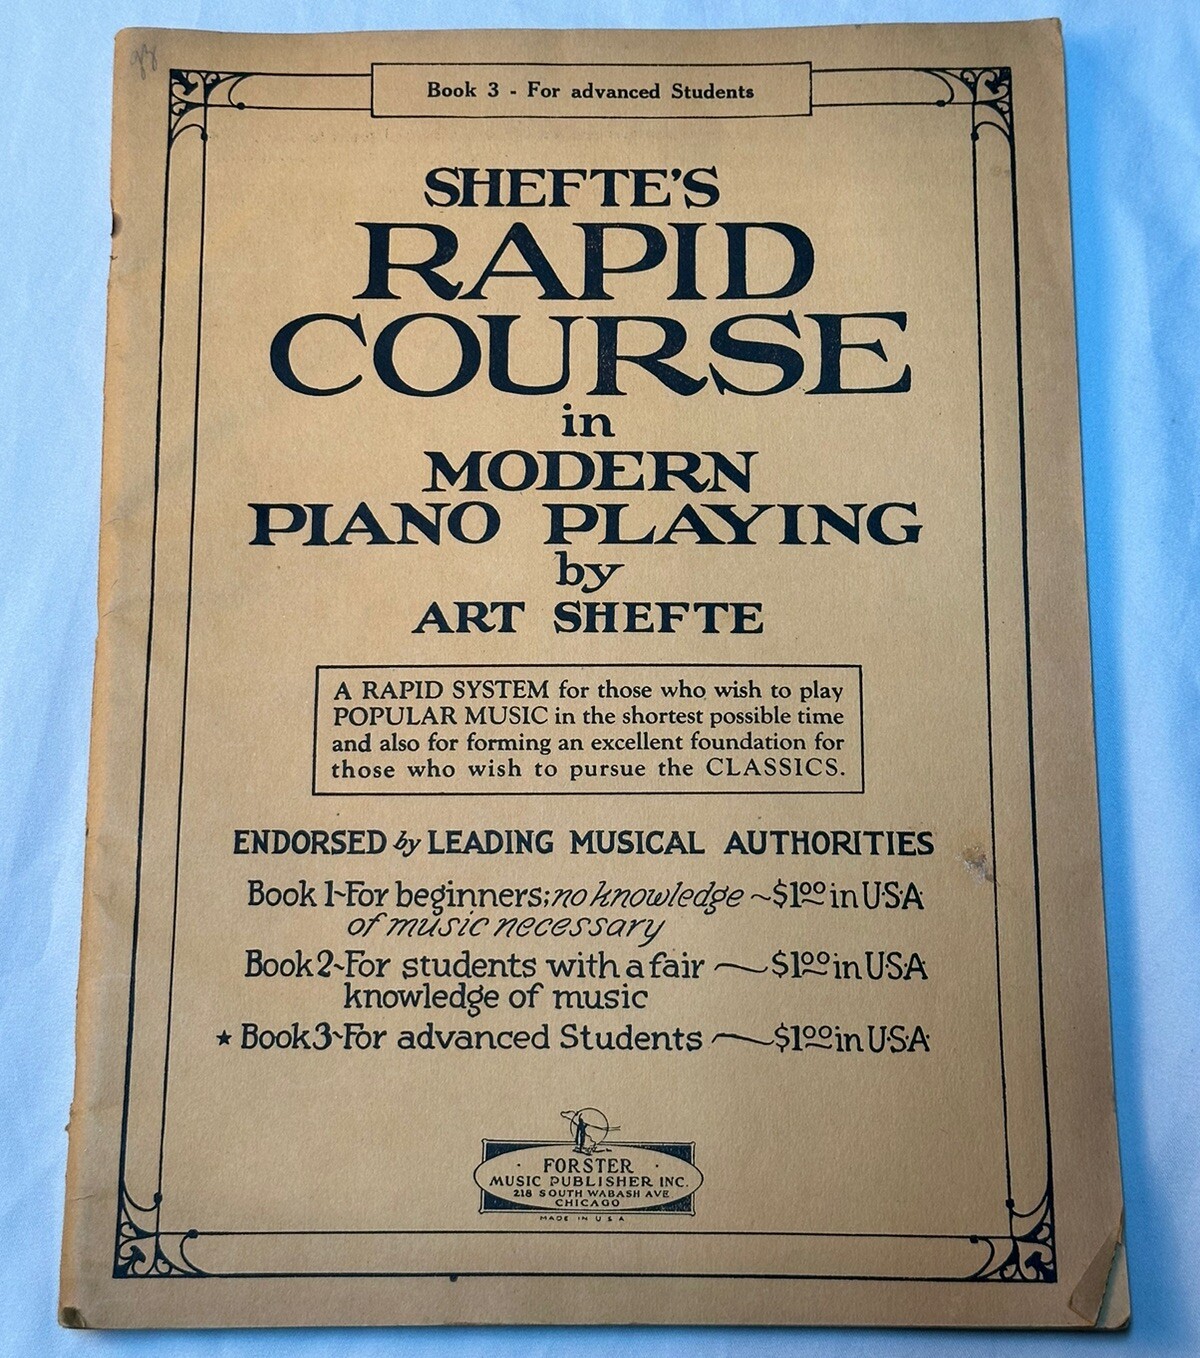 Book 3 - For advanced Students
SHEFTE'S
RAPID
COURSE
in
MODERN
PIANO PLAYING
by
ART SHEFTE
A RAPID SYSTEM for those who wish to play
POPULAR MUSIC in the shortest possible time
and also for forming an excellent foundation for
those who wish to pursue the CLASSICS.
ENDORSED by LEADING MUSICAL AUTHORITIES
Book 1~For beginners; no knowledge ~$1.00 in U.S.A.
of music necessary
Book 2~For students with a fair ~$1.00 in U.S.A.
knowledge of music
★ Book 3~For advanced Students ~$1.00 in U.S.A.
· FORSTER ·
MUSIC PUBLISHER INC.
218 SOUTH WABASH AVE
CHICAGO
MADE IN U S A